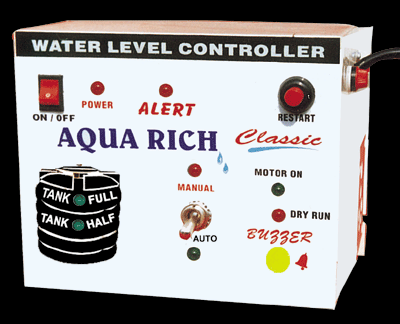 WATER LEVEL CONTROLLER
ON / OFF
POWER
ALERT
RESTART
AQUA RICH Classic
MANUAL
MOTOR ON
TANK FULL
TANK HALF
AUTO
DRY RUN
BUZZER